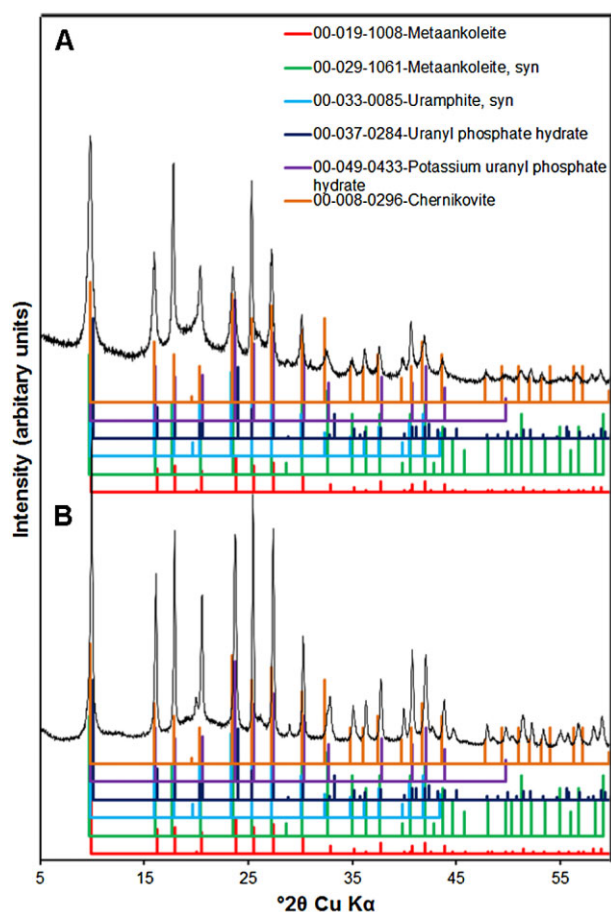 A
00-019-1008-Metaankoleite
00-029-1061-Metaankoleite, syn
00-033-0085-Uramphite, syn
00-037-0284-Uranyl phosphate hydrate
00-049-0433-Potassium uranyl phosphate
hydrate
00-008-0296-Chernikovite
Intensity (arbitary units)
B
5 15 25 35 45 55
°2θ Cu Kα